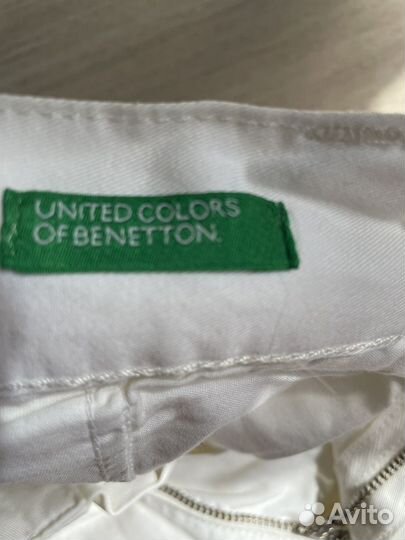 UNITED COLORS
OF BENETTON.
Avito